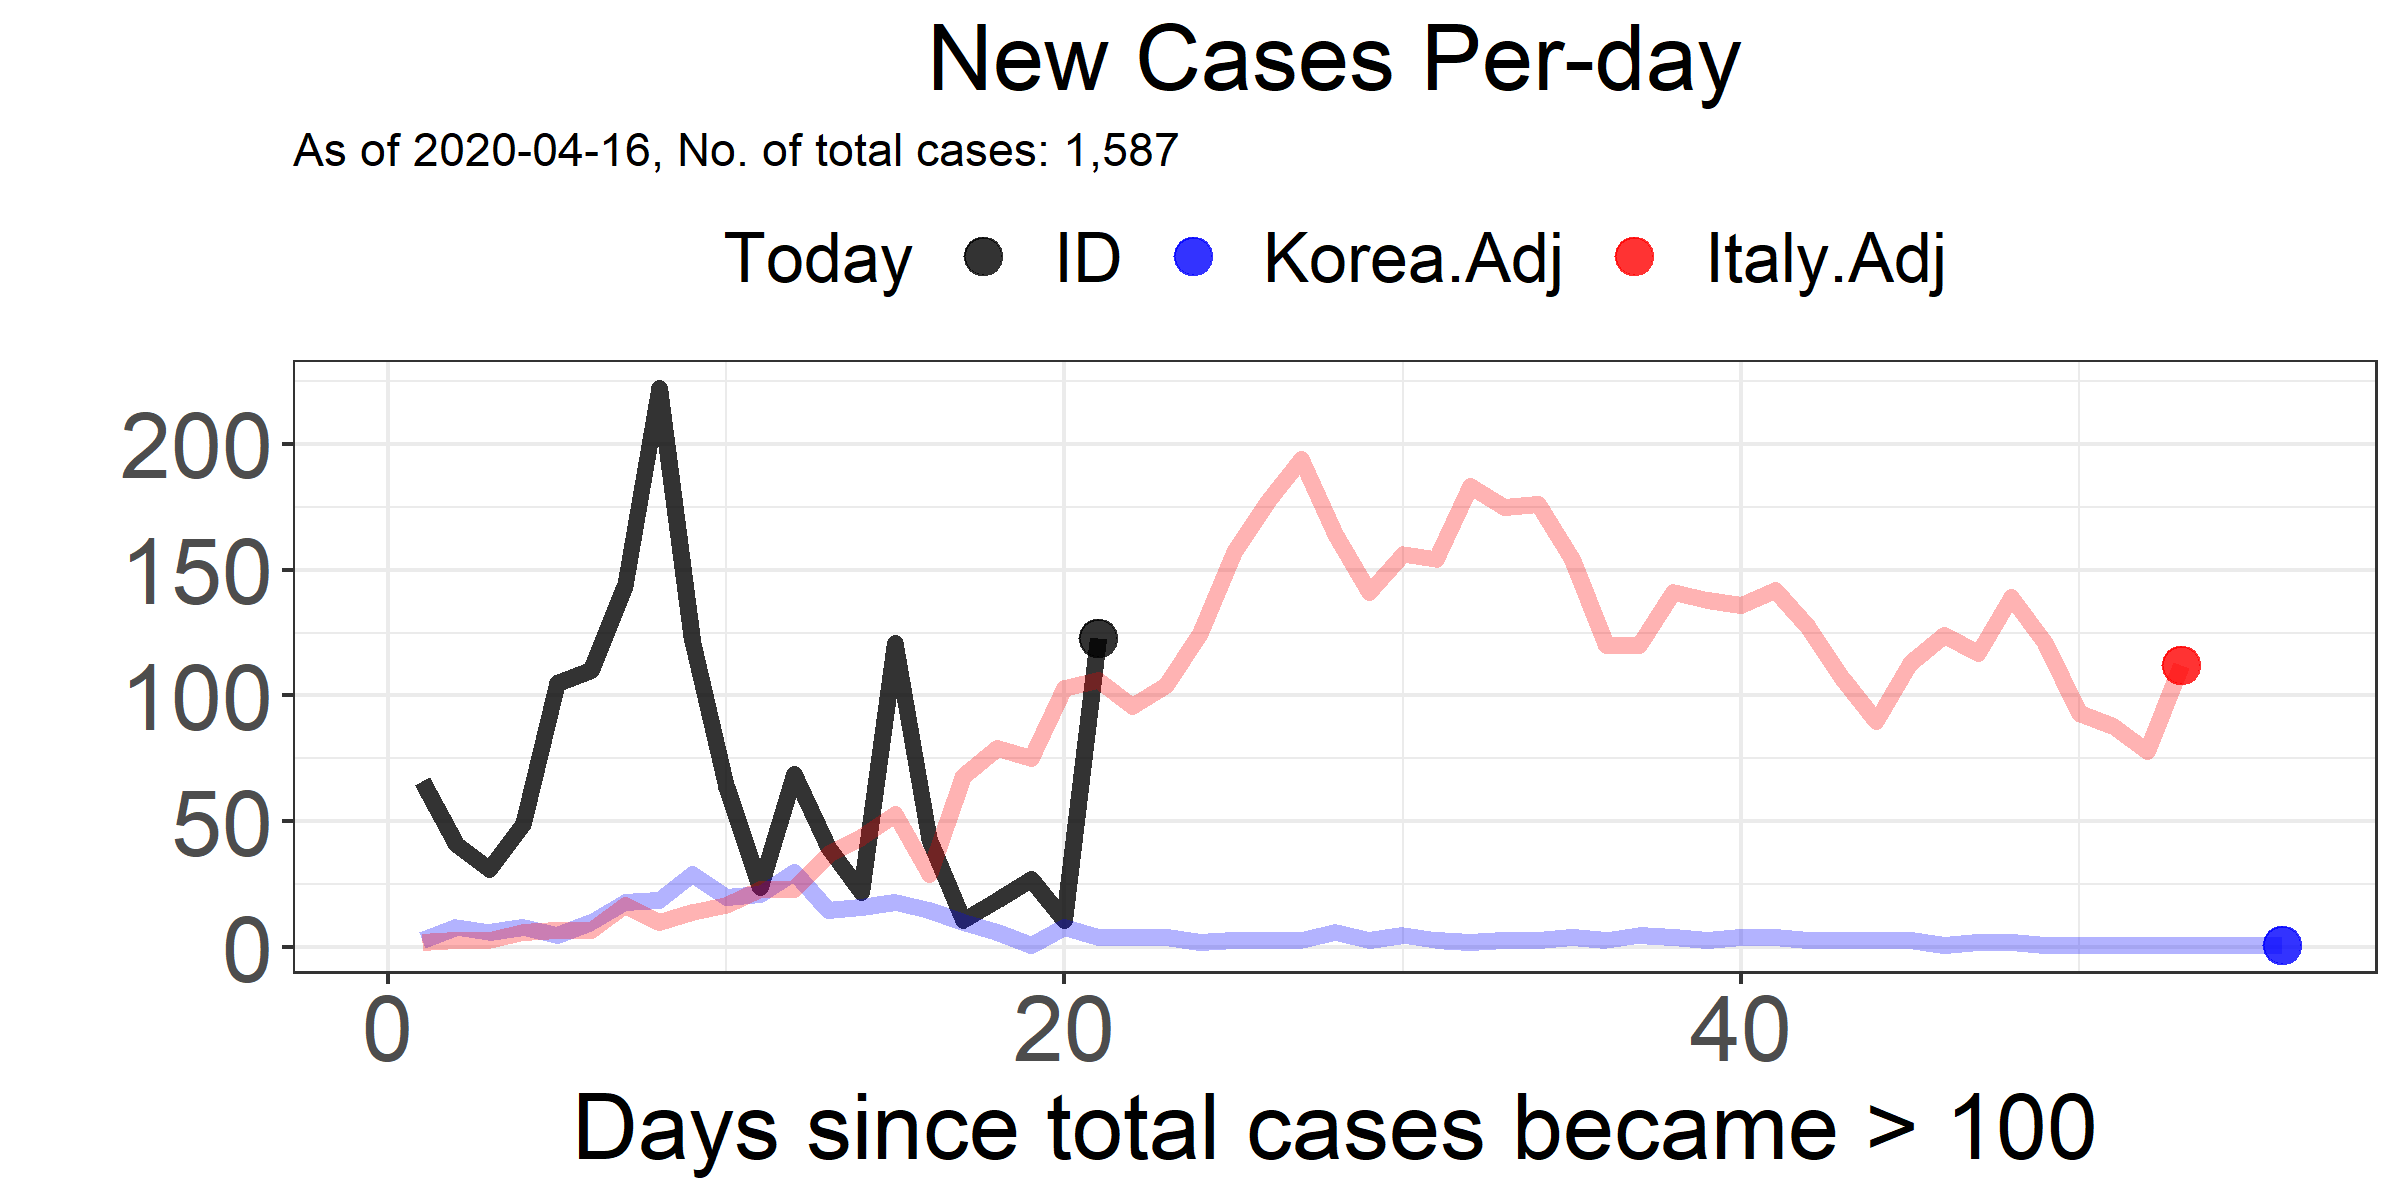 New Cases Per-day
As of 2020-04-16, No. of total cases: 1,587
Today ID Korea.Adj Italy.Adj
200
150
100
50
0
0 20 40
Days since total cases became > 100